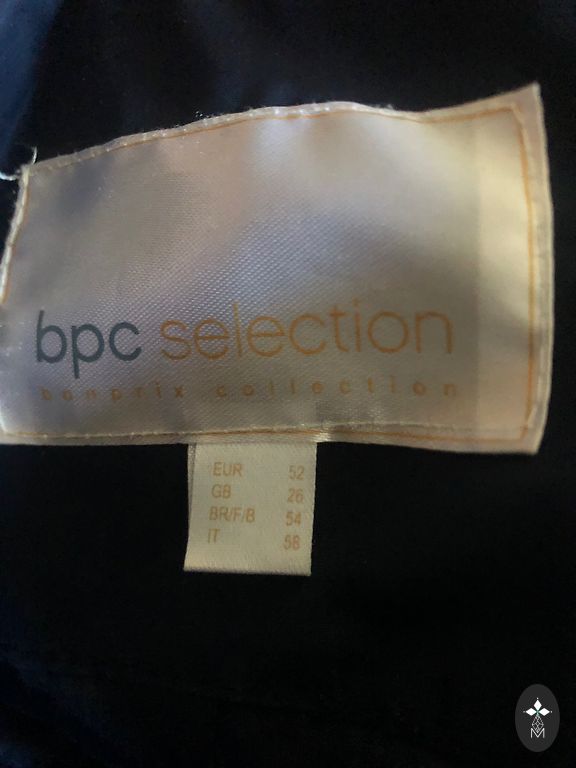 bpc selection
bonprix collection
EUR 52
GB 26
BR/F/B 54
IT 58